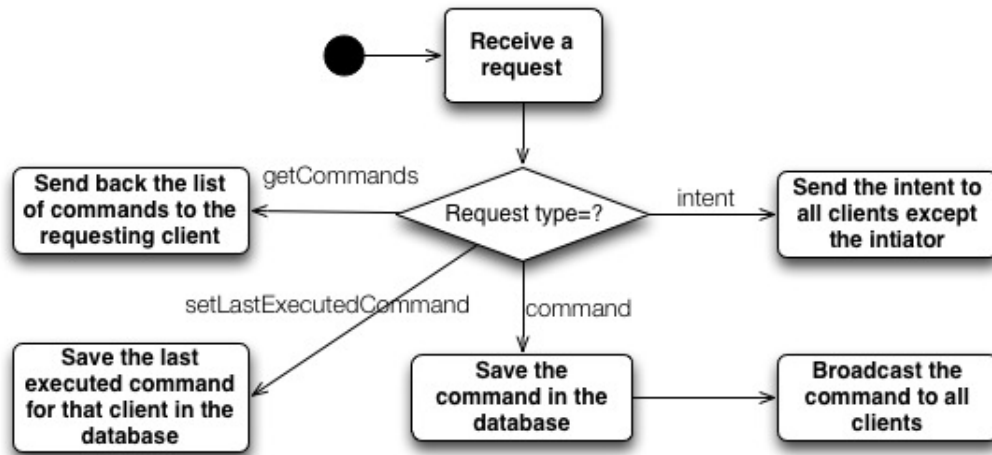 Receive a
request
getCommands
Send back the list
of commands to the
requesting client
Request type=?
intent
Send the intent to
all clients except
the intiator
setLastExecutedCommand
command
Save the last
executed command
for that client in the
database
Save the
command in the
database
Broadcast the
command to all
clients